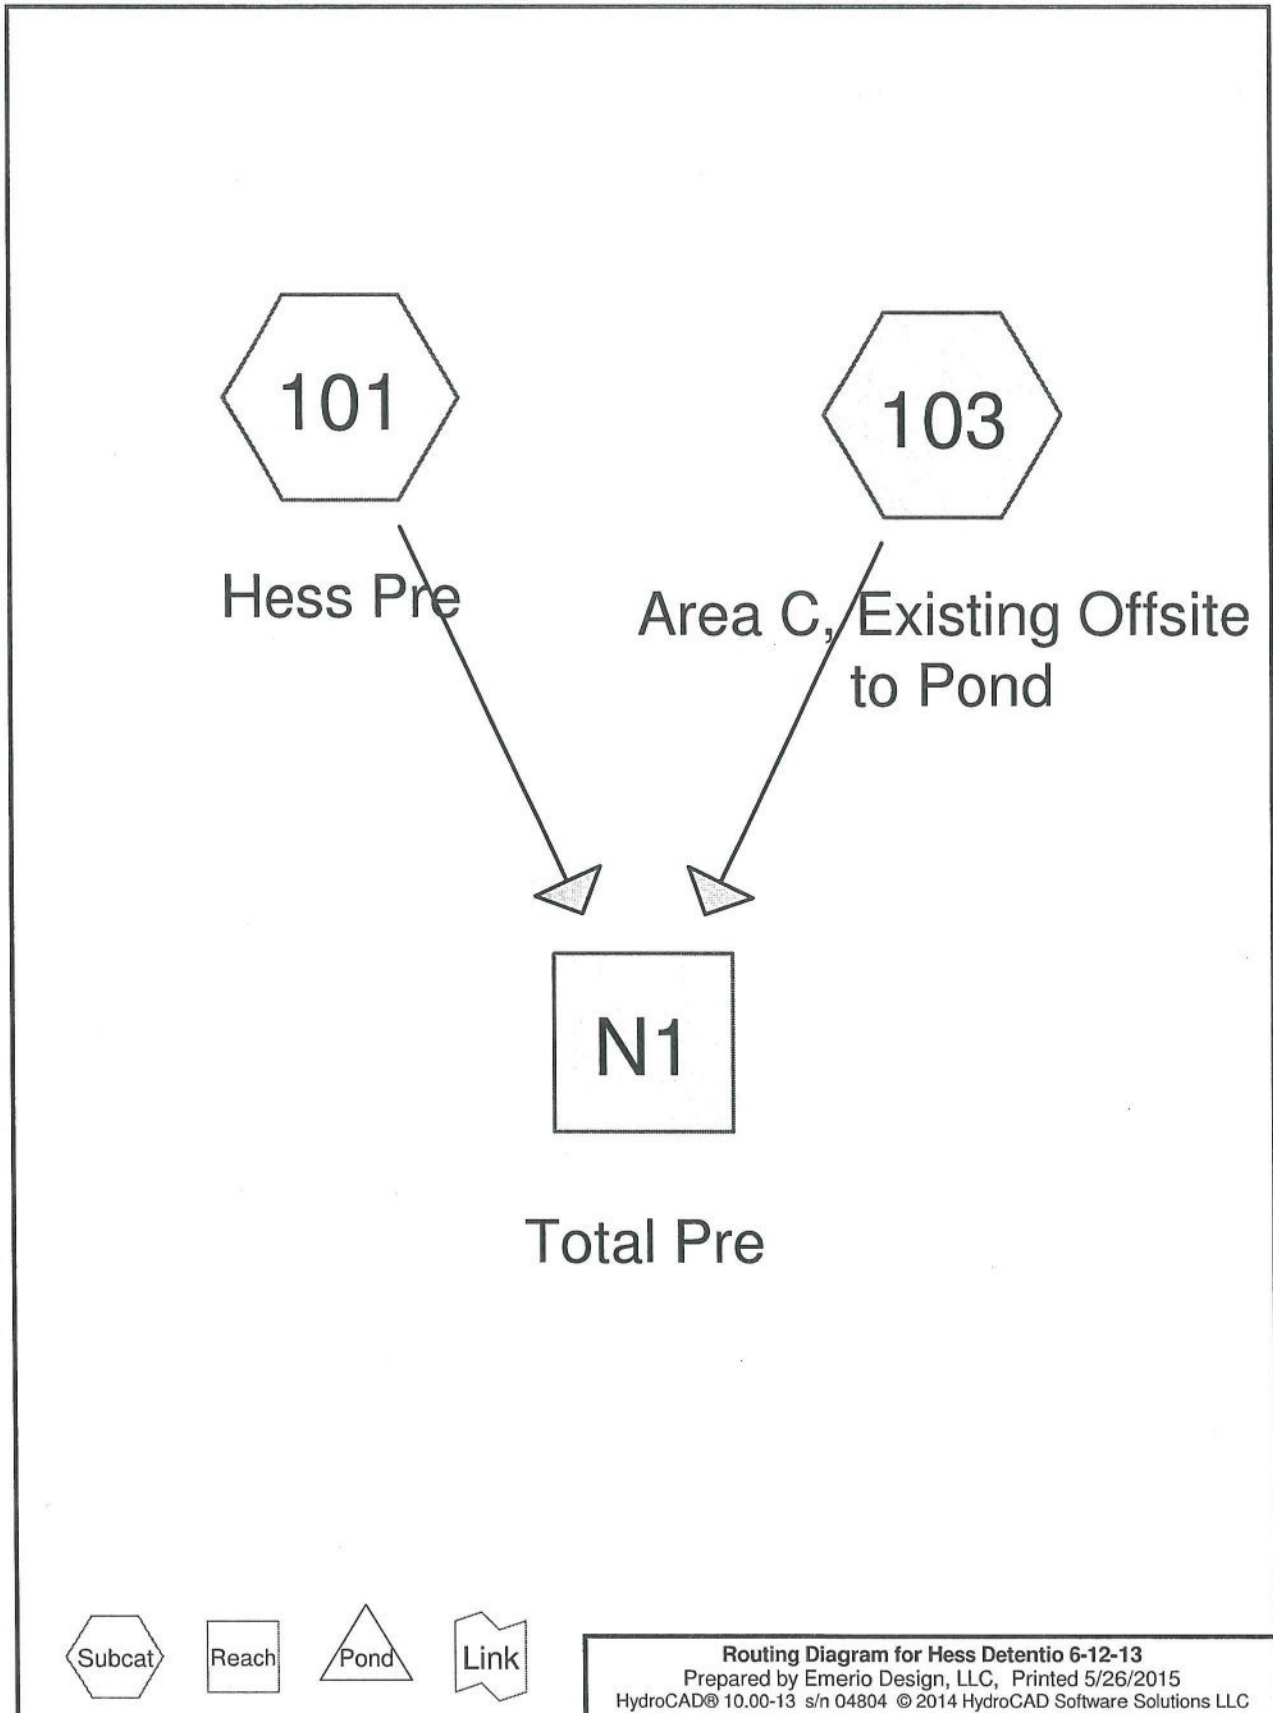 101
103
Hess Pre
Area C, Existing Offsite
to Pond
N1
Total Pre
Subcat
Reach
Pond
Link
Routing Diagram for Hess Detentio 6-12-13
Prepared by Emerio Design, LLC, Printed 5/26/2015
HydroCAD® 10.00-13 s/n 04804 © 2014 HydroCAD Software Solutions LLC